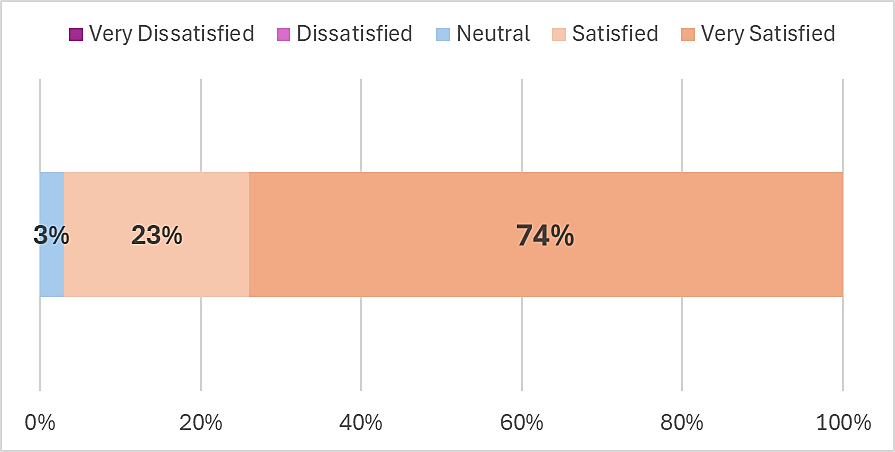 Very Dissatisfied Dissatisfied Neutral Satisfied Very Satisfied
3% 23% 74%
0% 20% 40% 60% 80% 100%